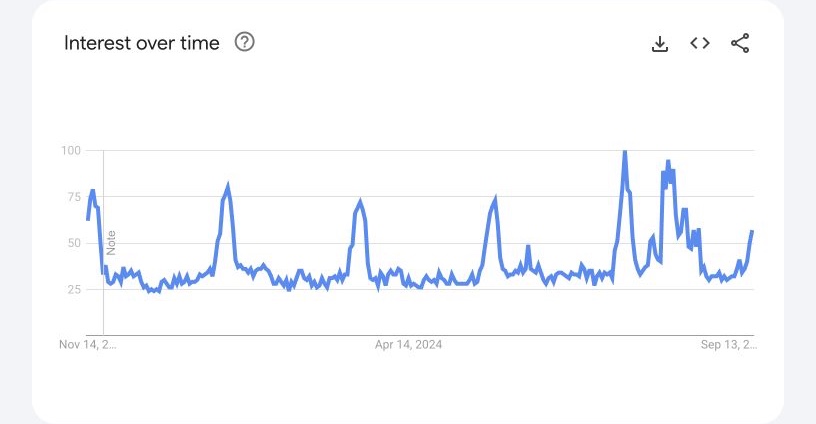 Interest over time
100
75
50
25
Note
Nov 14, 2...
Apr 14, 2024
Sep 13, 2...